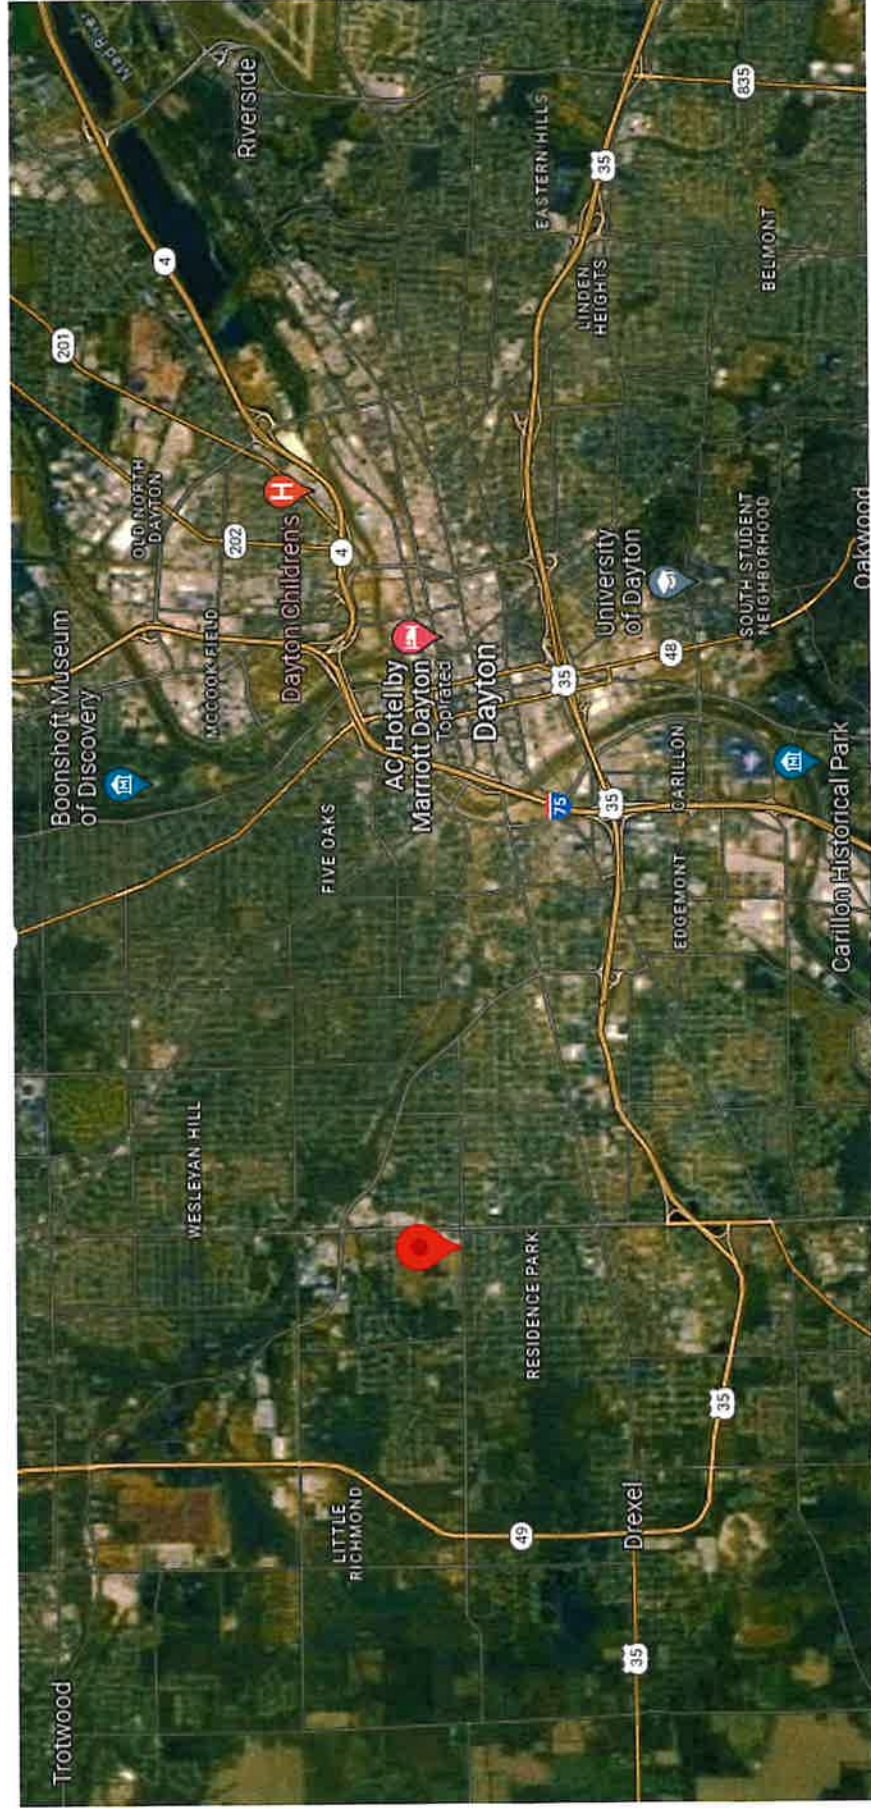 Trotwood
Boonshoft Museum
of Discovery
201
Mad River
WESLEYAN HILL
MCCOOK FIELD
OLD NORTH
DAYTON
202
4
Riverside
Dayton Children's
H
LITTLE
RICHMOND
FIVE OAKS
4
AC Hotel by
Marriott Dayton
Top rated
Dayton
49
RESIDENCE PARK
75
35
35
LINDEN
HEIGHTS
EASTERN HILLS
35
35
Drexel
35
EDGEMONT
CARILLON
48
University
of Dayton
SOUTH STUDENT
NEIGHBORHOOD
BELMONT
835
Carillon Historical Park
Oakwood